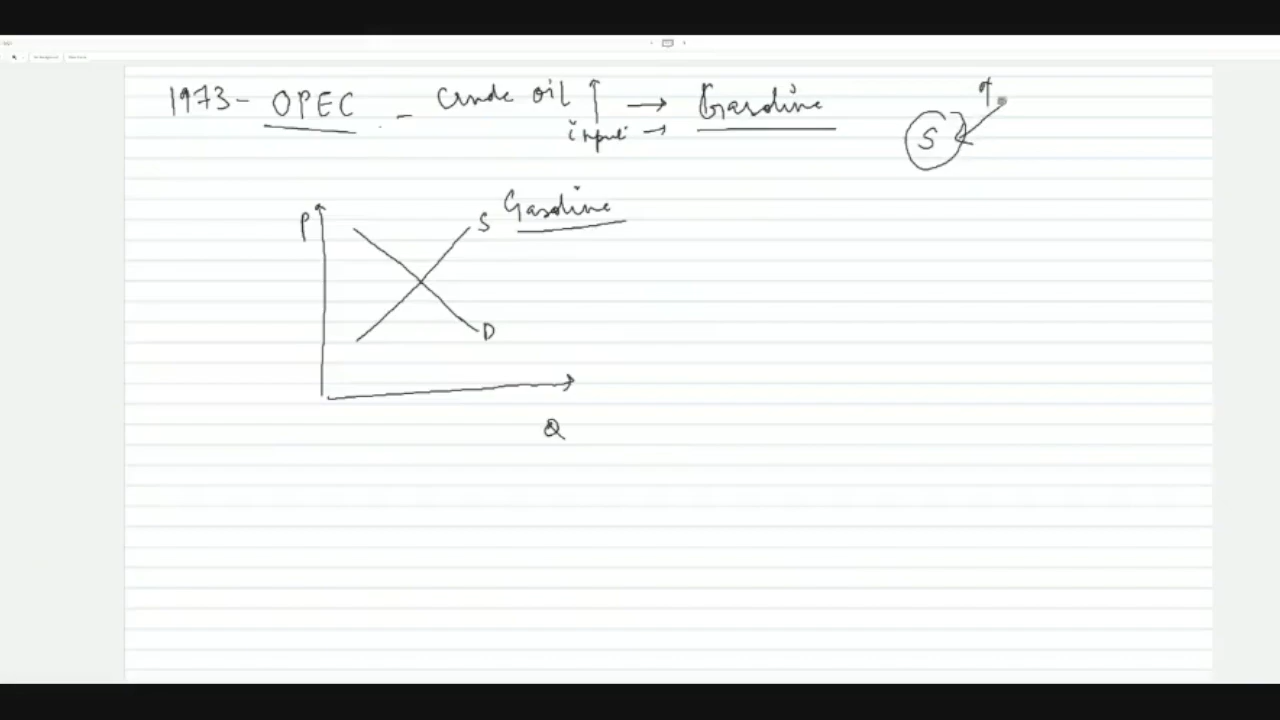 1973 - OPEC - Crude oil ↑ → Gasoline
input →
S
P
S
Gasoline
D
Q